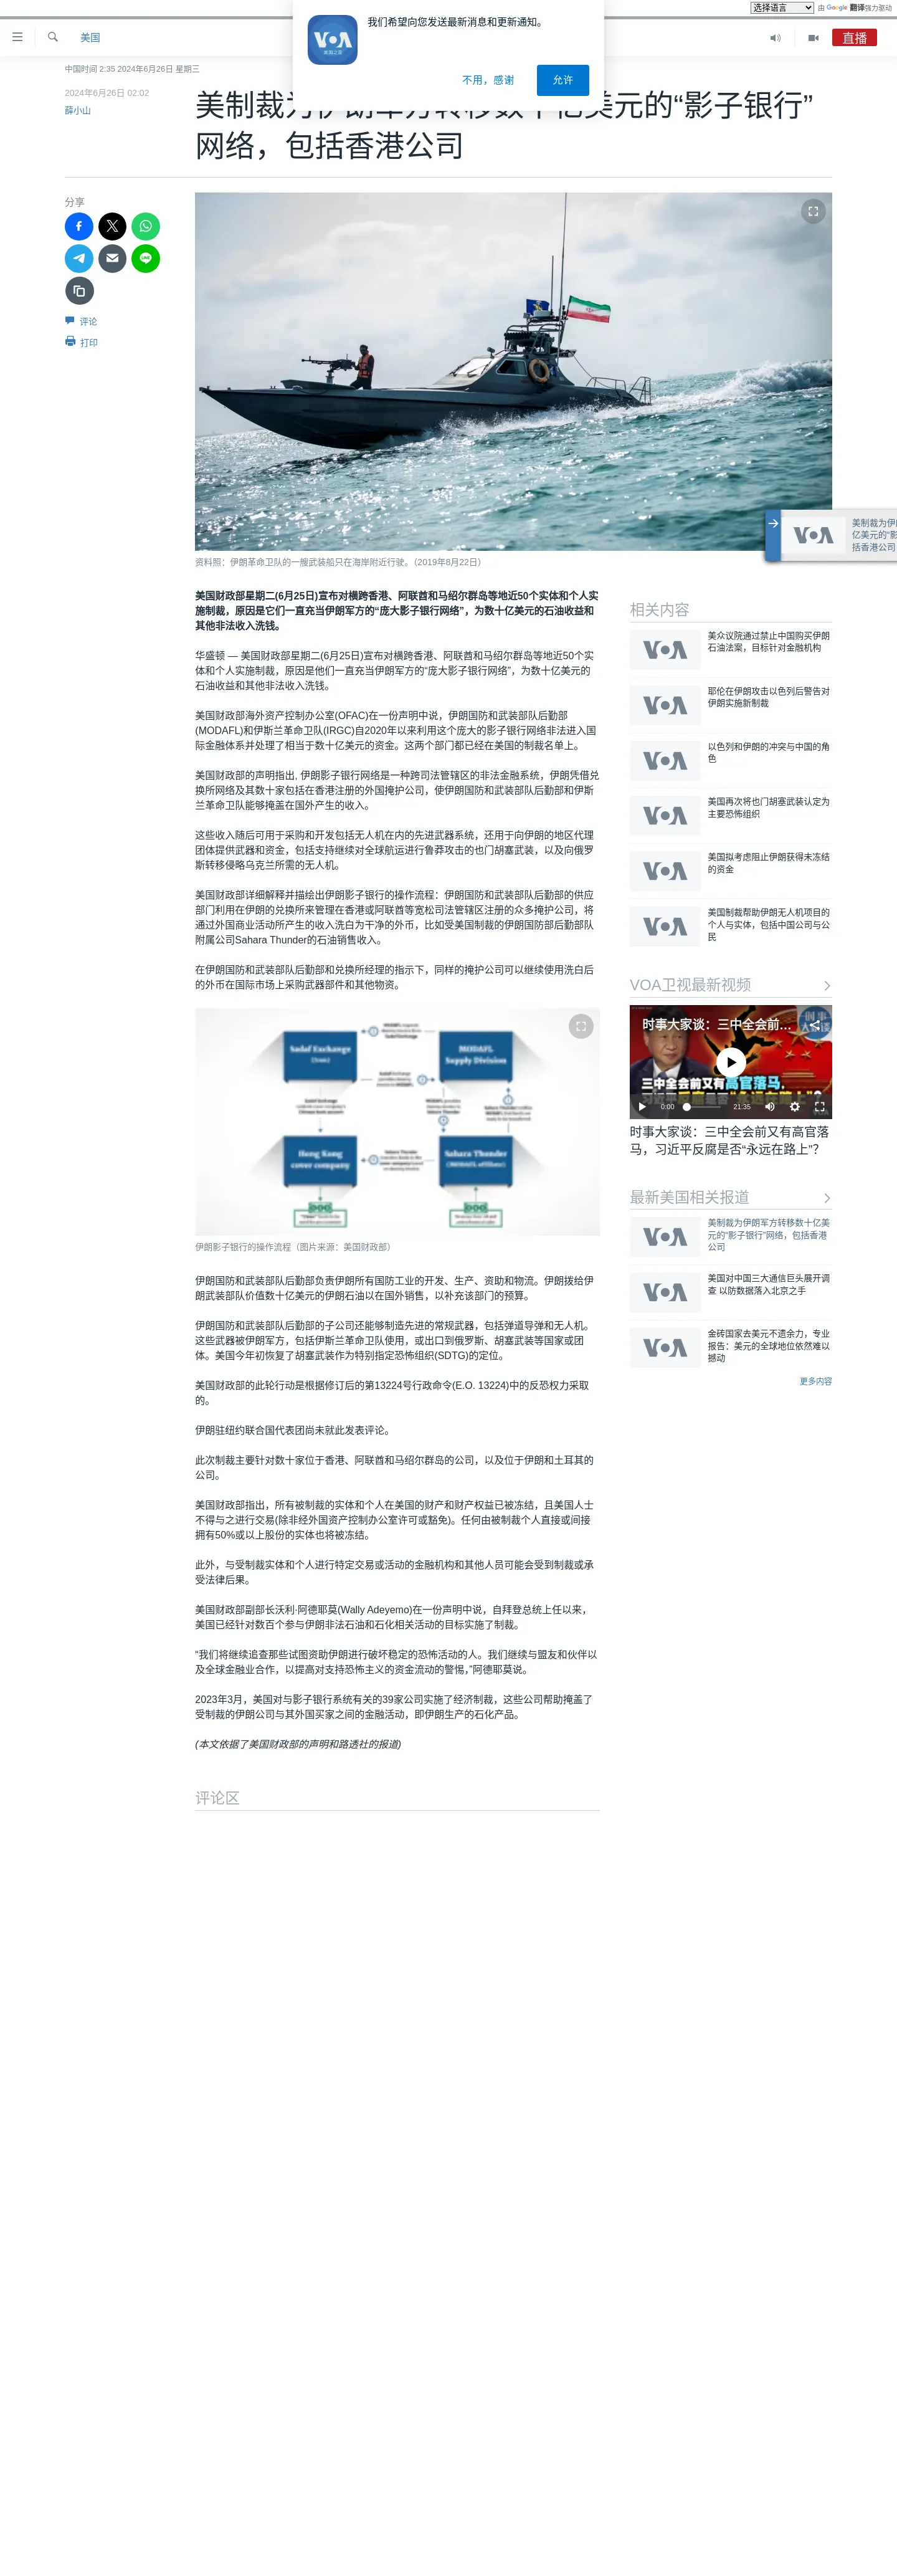 选择语言
由 Google 翻译强力驱动
我们希望向您发送最新消息和更新通知。
不用，感谢
允许
美国
直播
中国时间 2:35 2024年6月26日 星期三
2024年6月26日 02:02
薛小山
美制裁为伊朗军方转移数十亿美元的“影子银行”
网络，包括香港公司
分享
评论
打印
资料照：伊朗革命卫队的一艘武装船只在海岸附近行驶。（2019年8月22日）
美制裁为伊
亿美元的“影
括香港公司
美国财政部星期二(6月25日)宣布对横跨香港、阿联酋和马绍尔群岛等地近50个实体和个人实
施制裁，原因是它们一直充当伊朗军方的“庞大影子银行网络”，为数十亿美元的石油收益和
其他非法收入洗钱。
华盛顿 — 美国财政部星期二(6月25日)宣布对横跨香港、阿联酋和马绍尔群岛等地近50个实
体和个人实施制裁，原因是他们一直充当伊朗军方的“庞大影子银行网络”，为数十亿美元的
石油收益和其他非法收入洗钱。
美国财政部海外资产控制办公室(OFAC)在一份声明中说，伊朗国防和武装部队后勤部
(MODAFL)和伊斯兰革命卫队(IRGC)自2020年以来利用这个庞大的影子银行网络非法进入国
际金融体系并处理了相当于数十亿美元的资金。这两个部门都已经在美国的制裁名单上。
美国财政部的声明指出, 伊朗影子银行网络是一种跨司法管辖区的非法金融系统，伊朗凭借兑
换所网络及其数十家包括在香港注册的外国掩护公司，使伊朗国防和武装部队后勤部和伊斯
兰革命卫队能够掩盖在国外产生的收入。
这些收入随后可用于采购和开发包括无人机在内的先进武器系统，还用于向伊朗的地区代理
团体提供武器和资金，包括支持继续对全球航运进行鲁莽攻击的也门胡塞武装，以及向俄罗
斯转移侵略乌克兰所需的无人机。
美国财政部详细解释并描绘出伊朗影子银行的操作流程：伊朗国防和武装部队后勤部的供应
部门利用在伊朗的兑换所来管理在香港或阿联酋等宽松司法管辖区注册的众多掩护公司，将
通过外国商业活动所产生的收入洗白为干净的外币，比如受美国制裁的伊朗国防部后勤部队
附属公司Sahara Thunder的石油销售收入。
在伊朗国防和武装部队后勤部和兑换所经理的指示下，同样的掩护公司可以继续使用洗白后
的外币在国际市场上采购武器部件和其他物资。
Sadaf Exchange
(Iran)
MODAFL
Supply Division
Hong Kong
cover company
Sahara Thunder
(MODAFL affiliate)
伊朗影子银行的操作流程（图片来源：美国财政部）
伊朗国防和武装部队后勤部负责伊朗所有国防工业的开发、生产、资助和物流。伊朗拨给伊
朗武装部队价值数十亿美元的伊朗石油以在国外销售，以补充该部门的预算。
伊朗国防和武装部队后勤部的子公司还能够制造先进的常规武器，包括弹道导弹和无人机。
这些武器被伊朗军方，包括伊斯兰革命卫队使用，或出口到俄罗斯、胡塞武装等国家或团
体。美国今年初恢复了胡塞武装作为特别指定恐怖组织(SDTG)的定位。
美国财政部的此轮行动是根据修订后的第13224号行政命令(E.O. 13224)中的反恐权力采取
的。
伊朗驻纽约联合国代表团尚未就此发表评论。
此次制裁主要针对数十家位于香港、阿联酋和马绍尔群岛的公司，以及位于伊朗和土耳其的
公司。
美国财政部指出，所有被制裁的实体和个人在美国的财产和财产权益已被冻结，且美国人士
不得与之进行交易(除非经外国资产控制办公室许可或豁免)。任何由被制裁个人直接或间接
拥有50%或以上股份的实体也将被冻结。
此外，与受制裁实体和个人进行特定交易或活动的金融机构和其他人员可能会受到制裁或承
受法律后果。
美国财政部副部长沃利·阿德耶莫(Wally Adeyemo)在一份声明中说，自拜登总统上任以来，
美国已经针对数百个参与伊朗非法石油和石化相关活动的目标实施了制裁。
“我们将继续追查那些试图资助伊朗进行破坏稳定的恐怖活动的人。我们继续与盟友和伙伴以
及全球金融业合作，以提高对支持恐怖主义的资金流动的警惕，”阿德耶莫说。
2023年3月，美国对与影子银行系统有关的39家公司实施了经济制裁，这些公司帮助掩盖了
受制裁的伊朗公司与其外国买家之间的金融活动，即伊朗生产的石化产品。
(本文依据了美国财政部的声明和路透社的报道)
评论区
相关内容
美众议院通过禁止中国购买伊朗
石油法案，目标针对金融机构
耶伦在伊朗攻击以色列后警告对
伊朗实施新制裁
以色列和伊朗的冲突与中国的角
色
美国再次将也门胡塞武装认定为
主要恐怖组织
美国拟考虑阻止伊朗获得未冻结
的资金
美国制裁帮助伊朗无人机项目的
个人与实体，包括中国公司与公
民
VOA卫视最新视频
时事大家谈：三中全会前...
三中全会前又有高官落马，
0:00
21:35
时事大家谈：三中全会前又有高官落
马，习近平反腐是否“永远在路上”？
最新美国相关报道
美制裁为伊朗军方转移数十亿美
元的“影子银行”网络，包括香港
公司
美国对中国三大通信巨头展开调
查 以防数据落入北京之手
金砖国家去美元不遗余力，专业
报告：美元的全球地位依然难以
撼动
更多内容